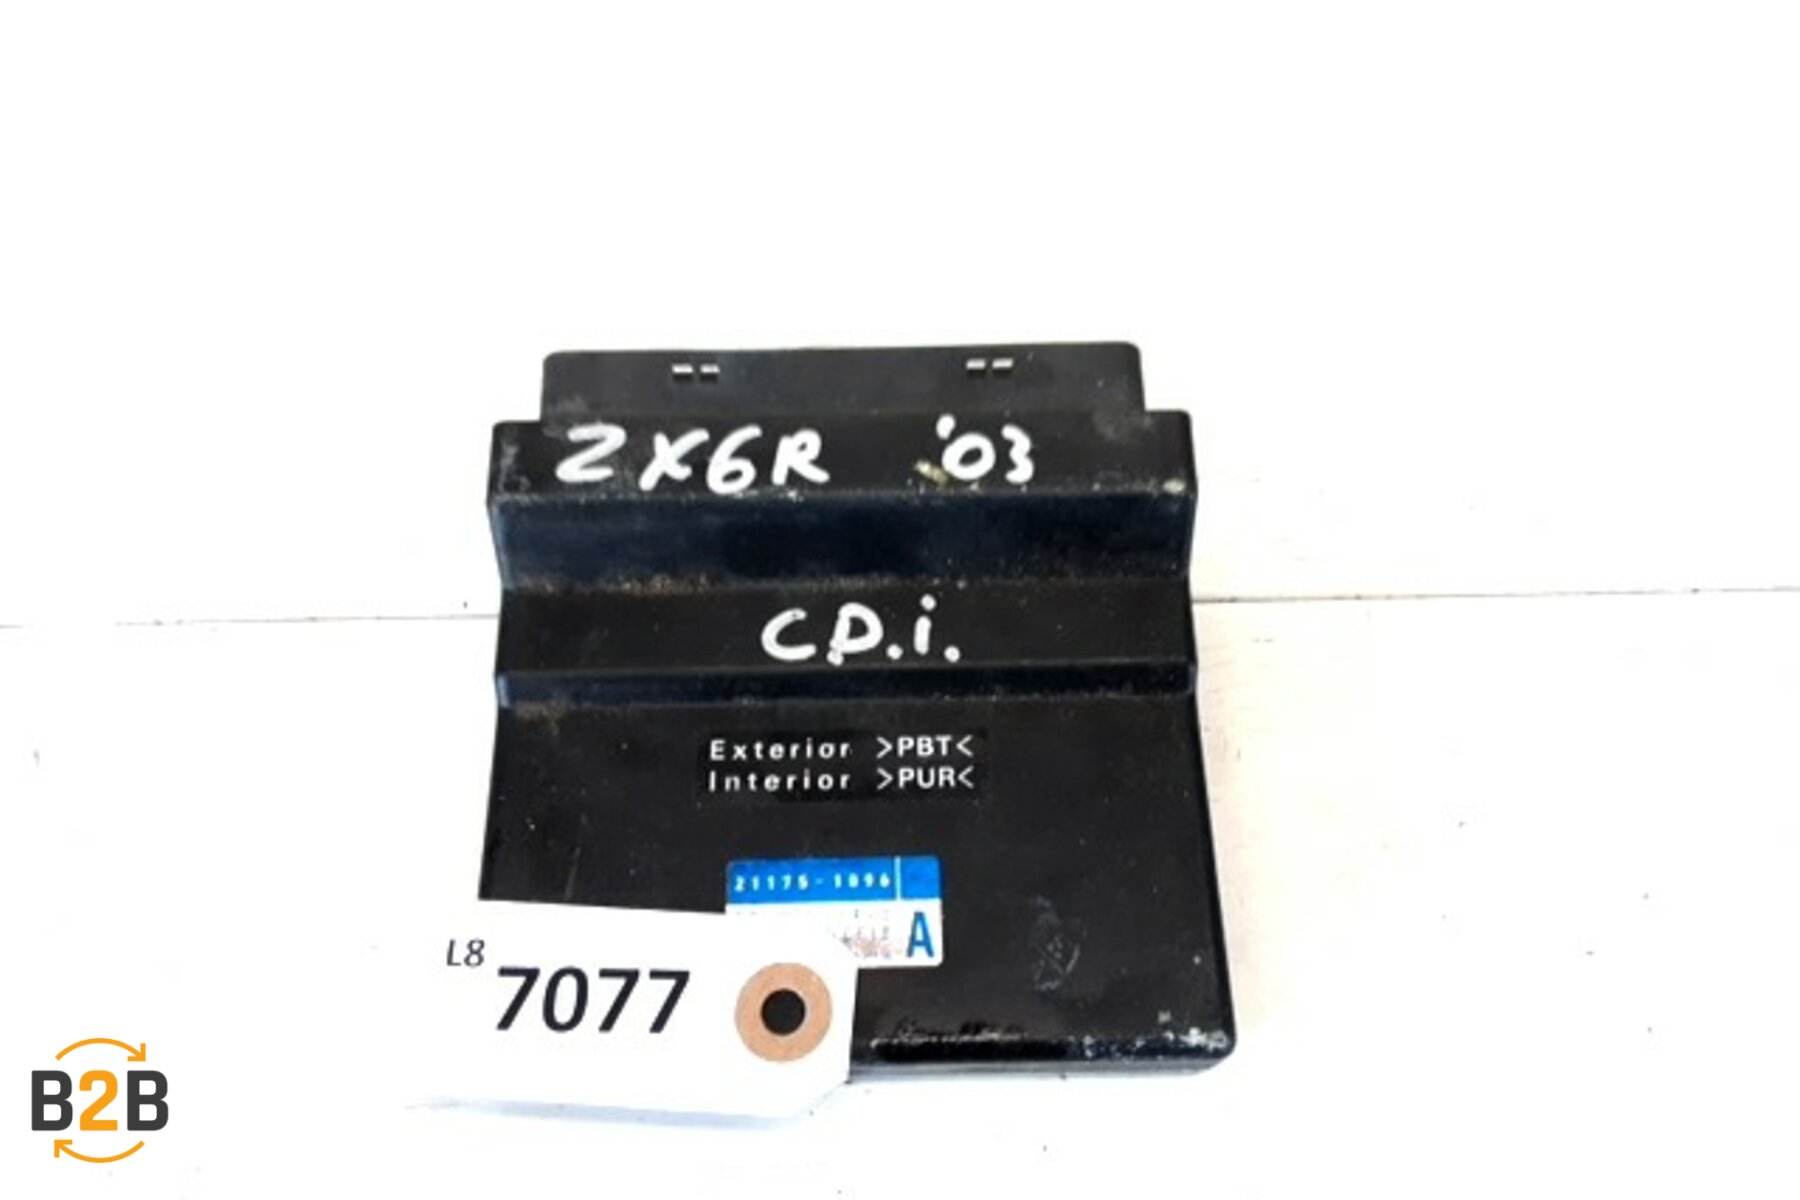 ZX6R '03
C.D.i.
Exterior >PBT<
Interior >PUR<
21175-1096
A
L8
7077
B2B